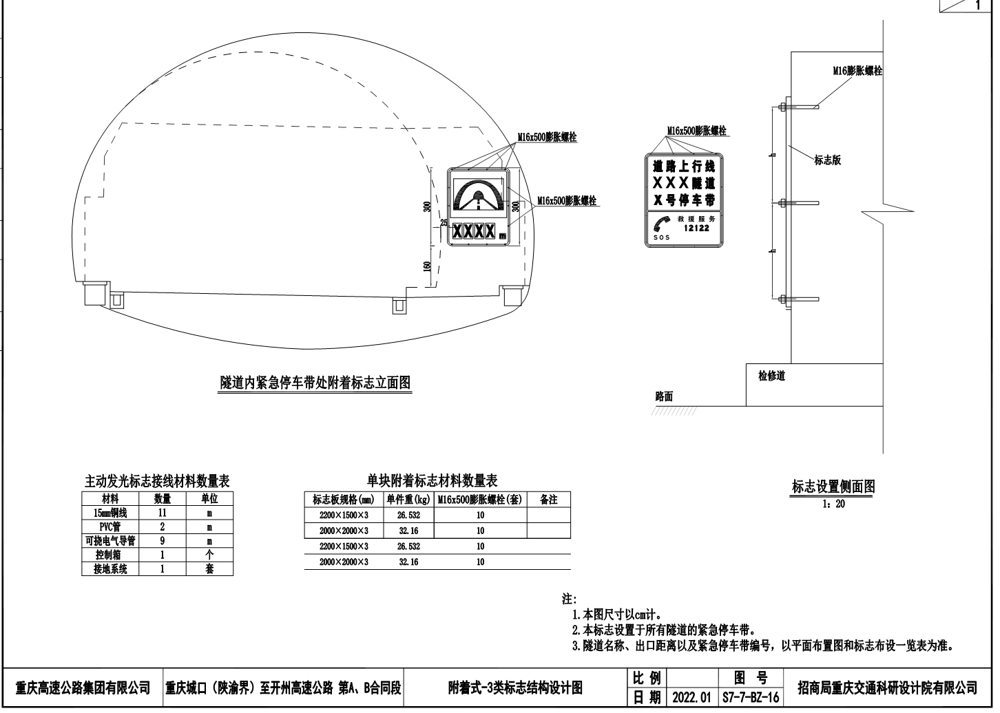 1
M16膨胀螺栓
M16x500膨胀螺栓
M16x500膨胀螺栓
标志版
道路上行线
XXX隧道
X号停车带
救援服务
12122
SOS
M16x500膨胀螺栓
300
300
25
XXXX m
160
h
h
检修道
路面
隧道内紧急停车带处附着标志立面图
标志设置侧面图
1: 20
主动发光标志接线材料数量表
材料 数量 单位
15mm铜线 11 m
PVC管 2 m
可挠电气导管 9 m
控制箱 1 个
接地系统 1 套
单块附着标志材料数量表
标志板规格(mm) 单件重(kg) M16x500膨胀螺栓(套) 备注
2200×1500×3 26.532 10
2000×2000×3 32.16 10
2200×1500×3 26.532 10
2000×2000×3 32.16 10
注:
1.本图尺寸以cm计。
2.本标志设置于所有隧道的紧急停车带。
3.隧道名称、出口距离以及紧急停车带编号，以平面布置图和标志布设一览表为准。
重庆高速公路集团有限公司
重庆城口（陕渝界）至开州高速公路 第A、B合同段
附着式-3类标志结构设计图
比 例
图 号
日 期 2022.01 S7-7-BZ-16
招商局重庆交通科研设计院有限公司